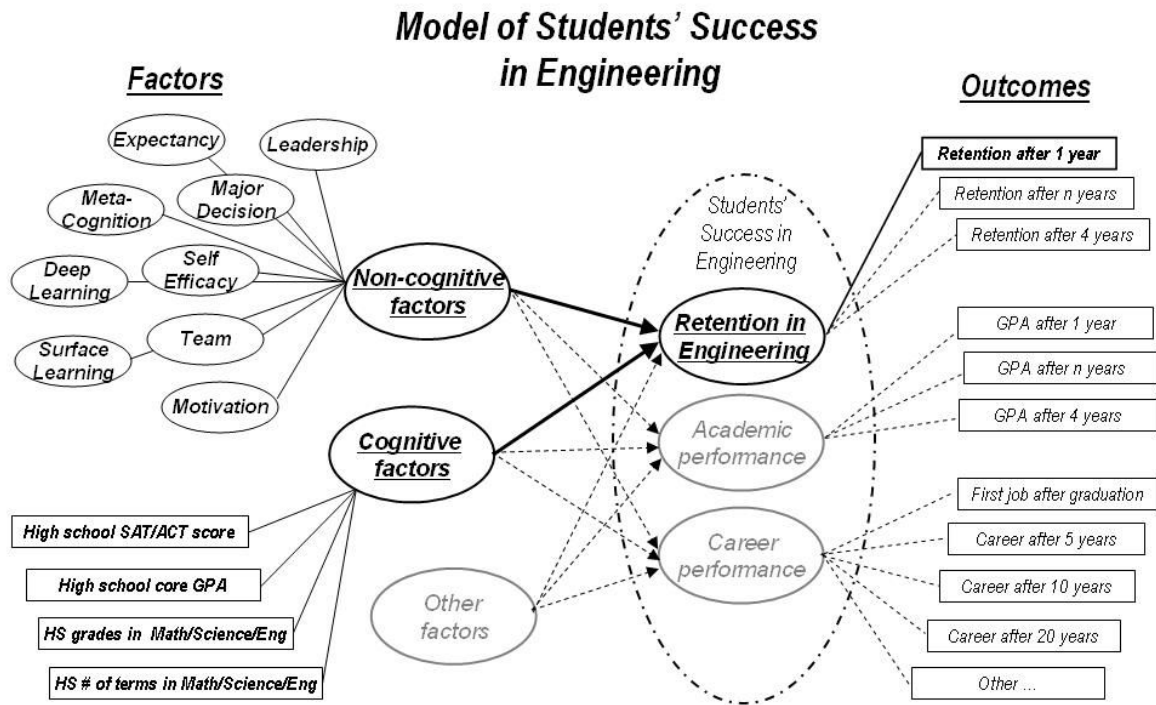 Model of Students' Success
in Engineering
Factors
Expectancy
Leadership
Meta-
Cognition
Major
Decision
Deep
Learning
Self
Efficacy
Surface
Learning
Team
Motivation
Non-cognitive
factors
Cognitive
factors
High school SAT/ACT score
High school core GPA
HS grades in Math/Science/Eng
HS # of terms in Math/Science/Eng
Other
factors
Students'
Success in
Engineering
Retention in
Engineering
Academic
performance
Career
performance
Outcomes
Retention after 1 year
Retention after n years
Retention after 4 years
GPA after 1 year
GPA after n years
GPA after 4 years
First job after graduation
Career after 5 years
Career after 10 years
Career after 20 years
Other ...